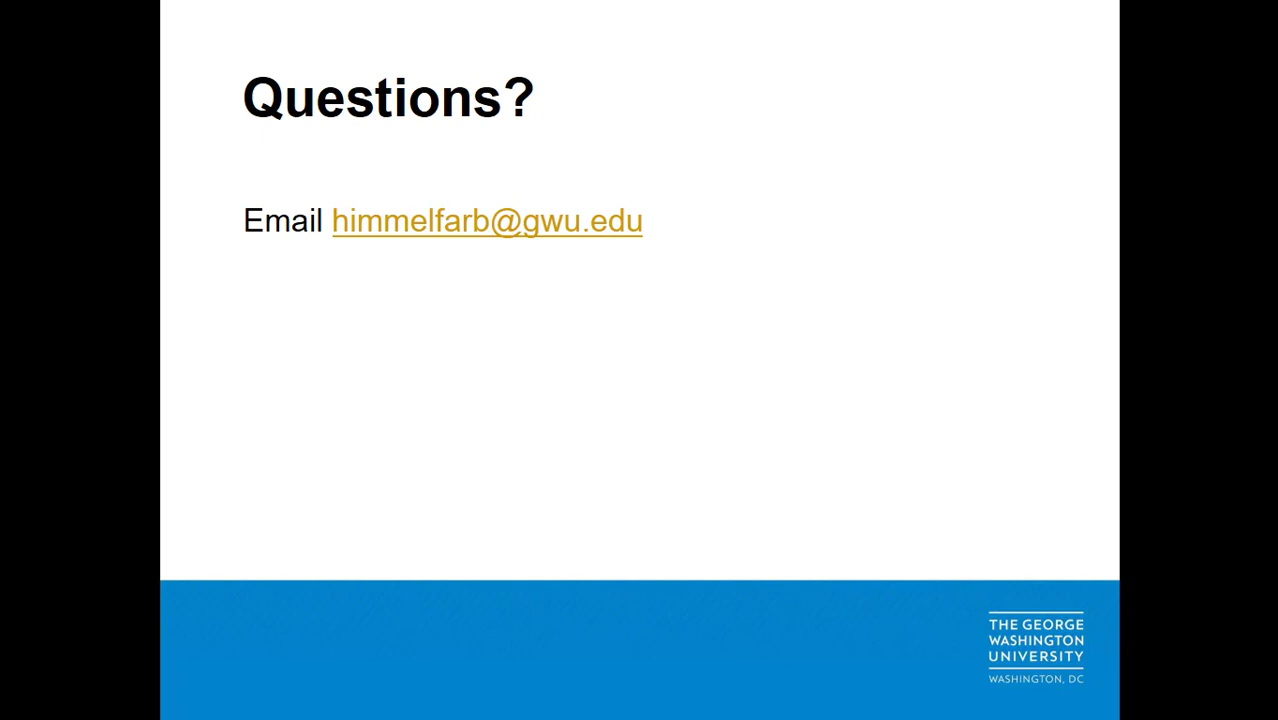 Questions?
Email himmelfarb@gwu.edu
THE GEORGE
WASHINGTON
UNIVERSITY
WASHINGTON, DC